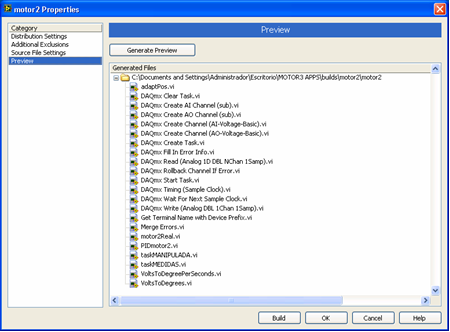 motor2 Properties
Category
Distribution Settings
Additional Exclusions
Source File Settings
Preview
Preview
Generate Preview
Generated Files
C:\Documents and Settings\Administrador\Escritorio\MOTOR3 APPS\builds\motor2\motor2
adaptPos.vi
DAQmx Clear Task.vi
DAQmx Create AI Channel (sub).vi
DAQmx Create AO Channel (sub).vi
DAQmx Create Channel (AI-Voltage-Basic).vi
DAQmx Create Channel (AO-Voltage-Basic).vi
DAQmx Create Task.vi
DAQmx Fill In Error Info.vi
DAQmx Read (Analog 1D DBL NChan 1Samp).vi
DAQmx Rollback Channel If Error.vi
DAQmx Start Task.vi
DAQmx Timing (Sample Clock).vi
DAQmx Wait For Next Sample Clock.vi
DAQmx Write (Analog DBL 1Chan 1Samp).vi
Get Terminal Name with Device Prefix.vi
Merge Errors.vi
motor2Real.vi
PIDmotor2.vi
taskMANIPULADA.vi
taskMEDIDAS.vi
VoltsToDegreePerSeconds.vi
VoltsToDegrees.vi
Build
OK
Cancel
Help